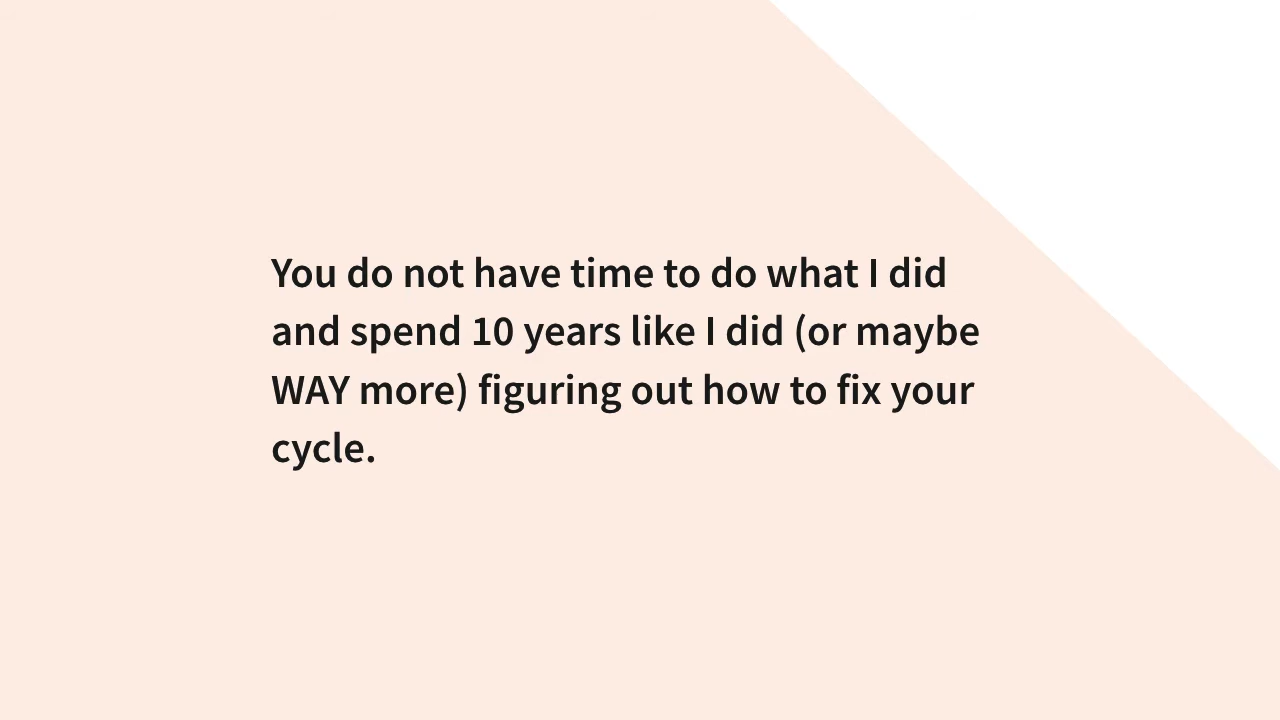 You do not have time to do what I did
and spend 10 years like I did (or maybe
WAY more) figuring out how to fix your
cycle.